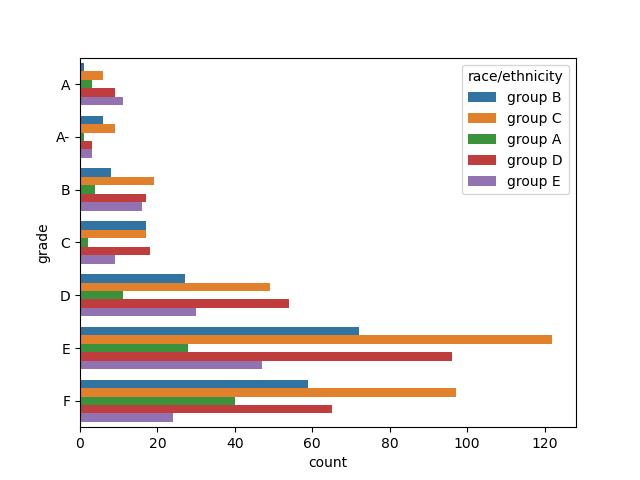 race/ethnicity
group B
group C
group A
group D
group E
A
A-
B
C
D
E
F
grade
0 20 40 60 80 100 120
count